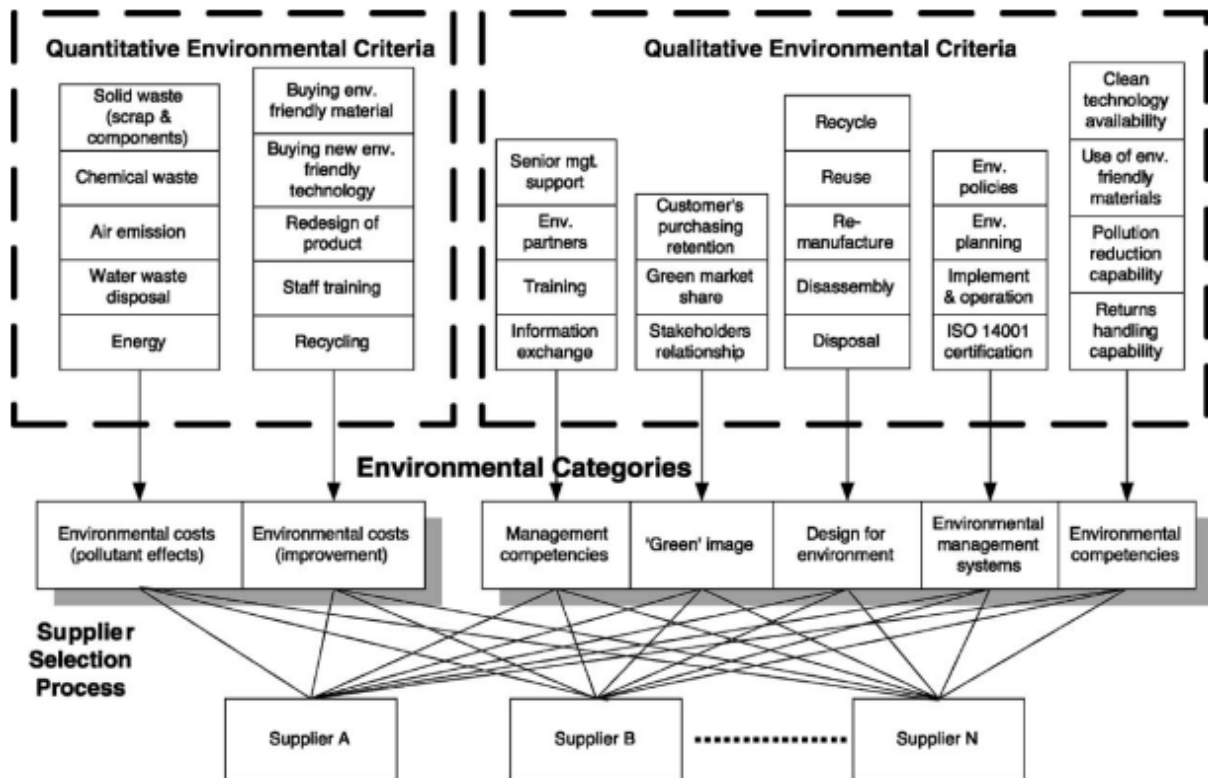 Quantitative Environmental Criteria
Solid waste
(scrap &
components)
Chemical waste
Air emission
Water waste
disposal
Energy
Buying env.
friendly material
Buying new env.
friendly
technology
Redesign of
product
Staff training
Recycling
Qualitative Environmental Criteria
Senior mgt.
support
Env.
partners
Training
Information
exchange
Customer's
purchasing
retention
Green market
share
Stakeholders
relationship
Recycle
Reuse
Re-
manufacture
Disassembly
Disposal
Env.
policies
Env.
planning
Implement
& operation
ISO 14001
certification
Clean
technology
availability
Use of env.
friendly
materials
Pollution
reduction
capability
Returns
handling
capability
Environmental Categories
Environmental costs
(pollutant effects)
Environmental costs
(improvement)
Management
competencies
'Green' image
Design for
environment
Environmental
management
systems
Environmental
competencies
Supplier
Selection
Process
Supplier A
Supplier B
Supplier N